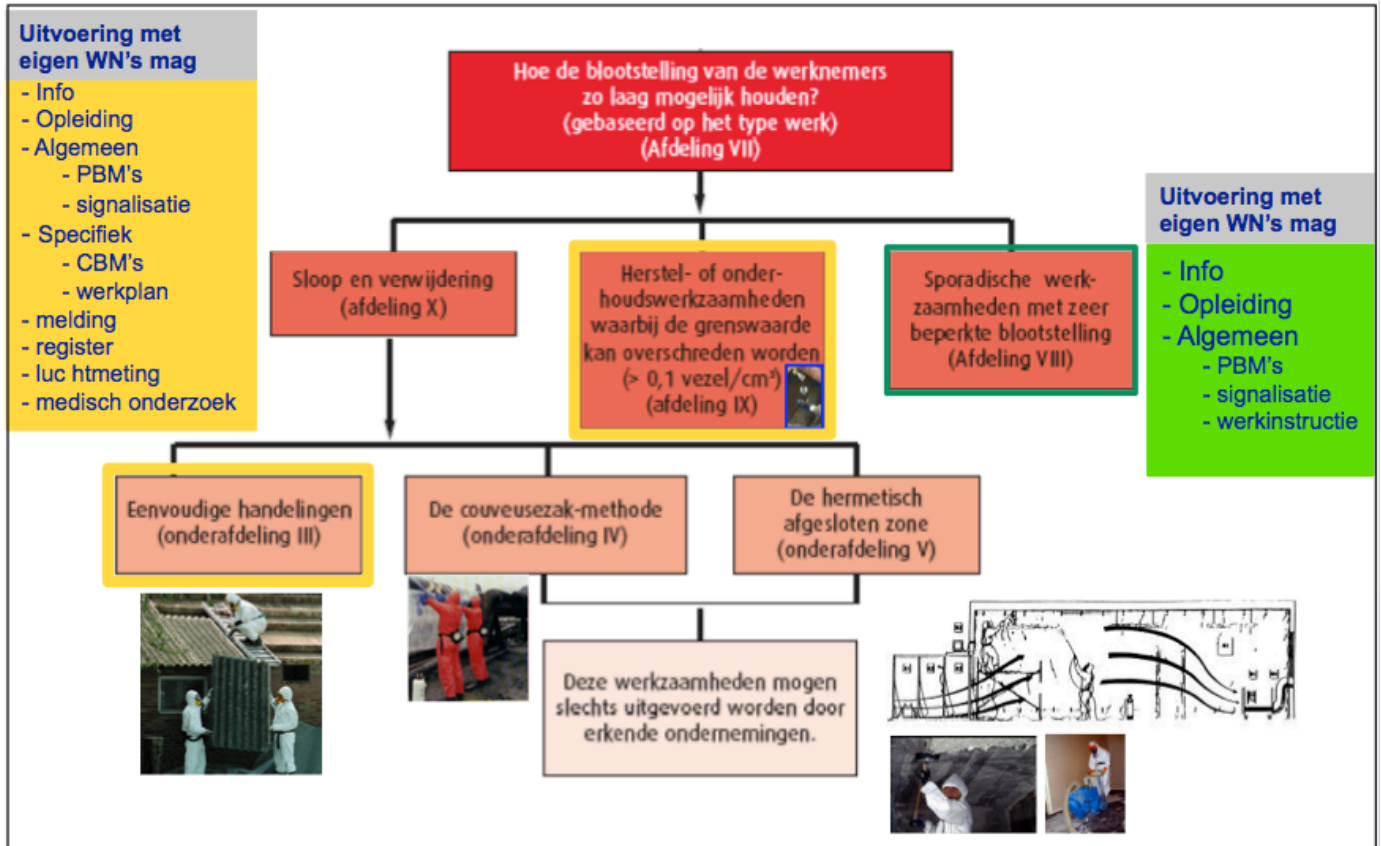 Uitvoering met
eigen WN's mag
- Info
- Opleiding
- Algemeen
- PBM's
- signalisatie
- Specifiek
- CBM's
- werkplan
- melding
- register
- luc htmeting
- medisch onderzoek
Hoe de blootstelling van de werknemers
zo laag mogelijk houden?
(gebaseerd op het type werk)
(Afdeling VII)
Sloop en verwijdering
(afdeling X)
Herstel- of onder-
houdswerkzaamheden
waarbij de grenswaarde
kan overschreden worden
(> 0,1 vezel/cm³)
(afdeling IX)
Sporadische werk-
zaamheden met zeer
beperkte blootstelling
(Afdeling VIII)
Uitvoering met
eigen WN's mag
- Info
- Opleiding
- Algemeen
- PBM's
- signalisatie
- werkinstructie
Eenvoudige handelingen
(onderafdeling III)
De couveusezak-methode
(onderafdeling IV)
De hermetisch
afgesloten zone
(onderafdeling V)
Deze werkzaamheden mogen
slechts uitgevoerd worden door
erkende ondernemingen.